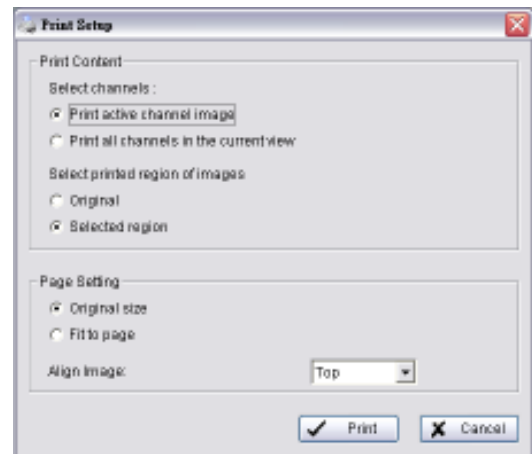 Print Setup
Print Content
Select channels :
Print active channel image
Print all channels in the current view
Select printed region of images
Original
Selected region
Page Setting
Original size
Fit to page
Align Image: Top
Print Cancel